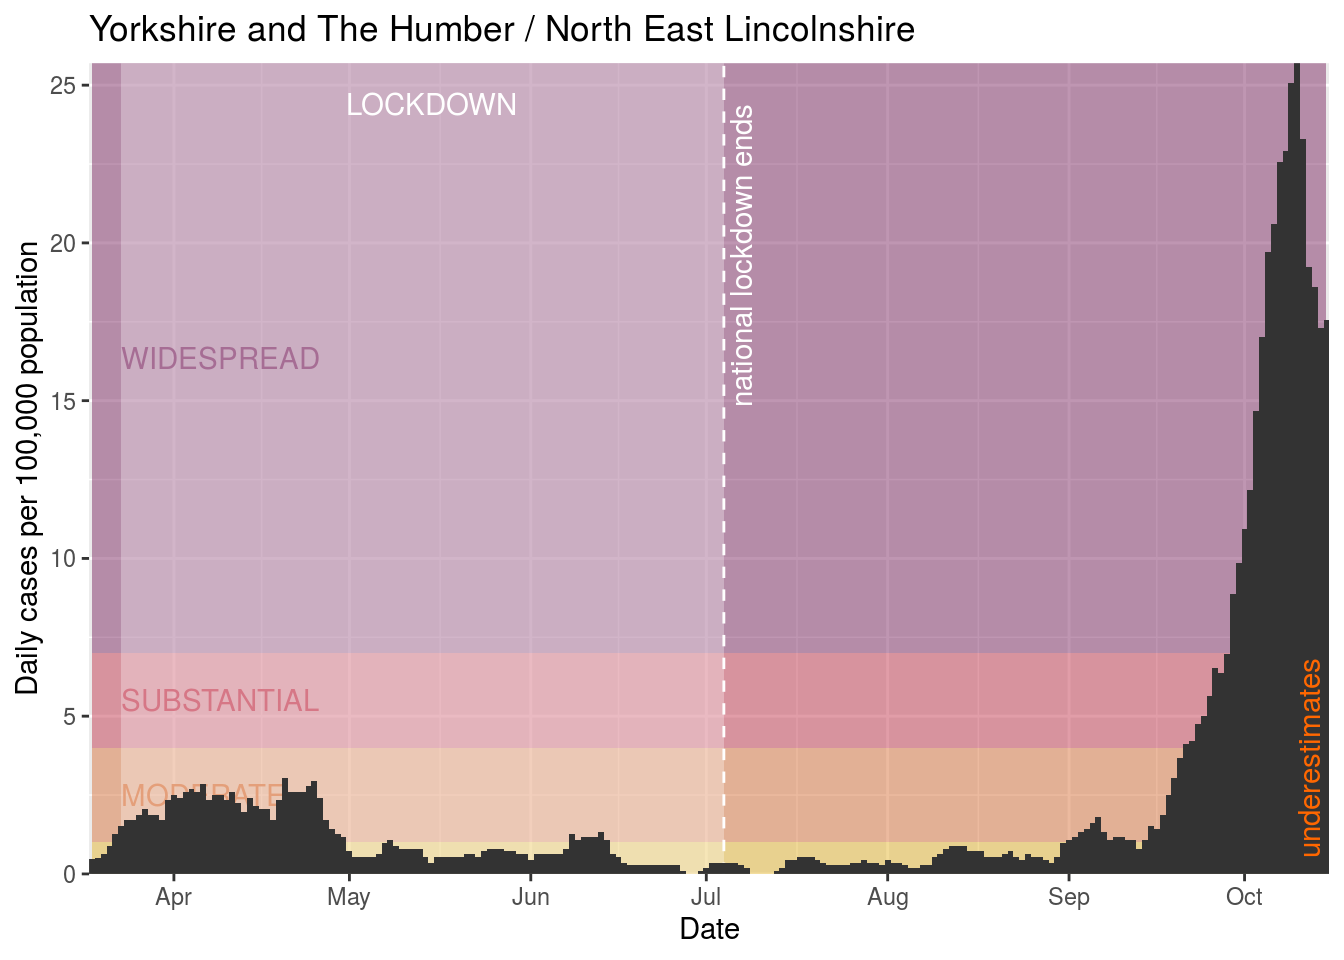 Yorkshire and The Humber / North East Lincolnshire
25
20
15
10
5
0
Daily cases per 100,000 population
LOCKDOWN
WIDESPREAD
SUBSTANTIAL
MODERATE
national lockdown ends
underestimates
Apr
May
Jun
Jul
Aug
Sep
Oct
Date